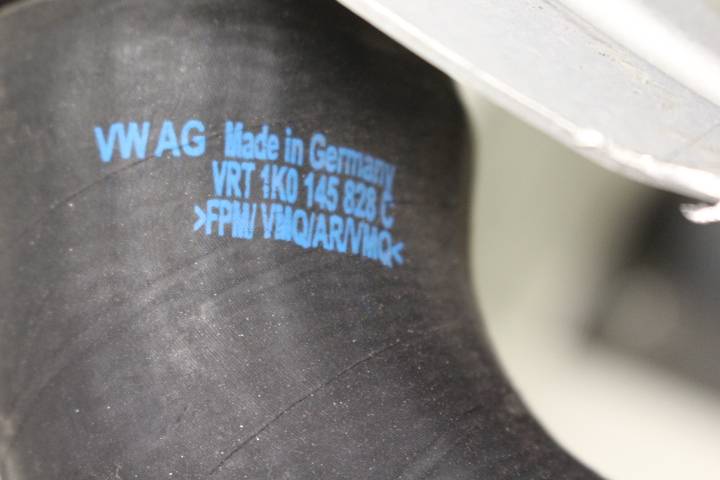 VW AG Made in Germany
VRT 1K0 145 828 C
>FPM/VMQ/AR/VMQ<